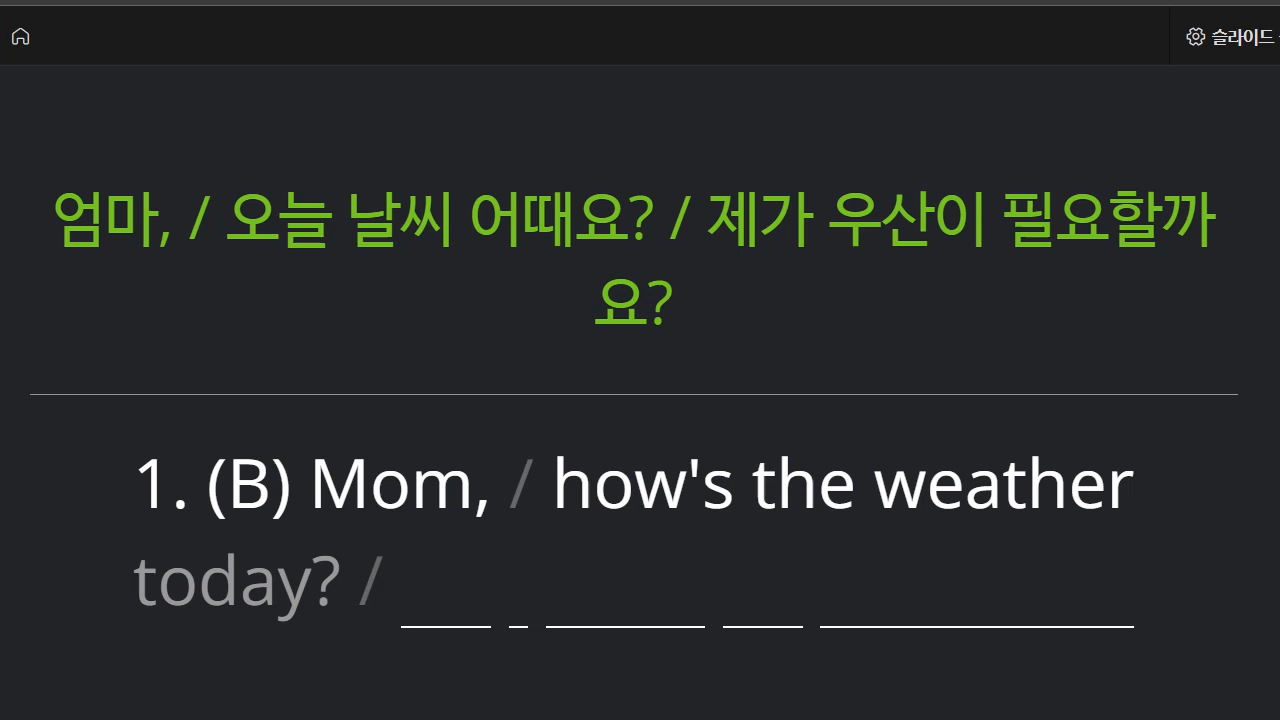 슬라이드
엄마, / 오늘 날씨 어때요? / 제가 우산이 필요할까
요?
1. (B) Mom, / how's the weather
today? /